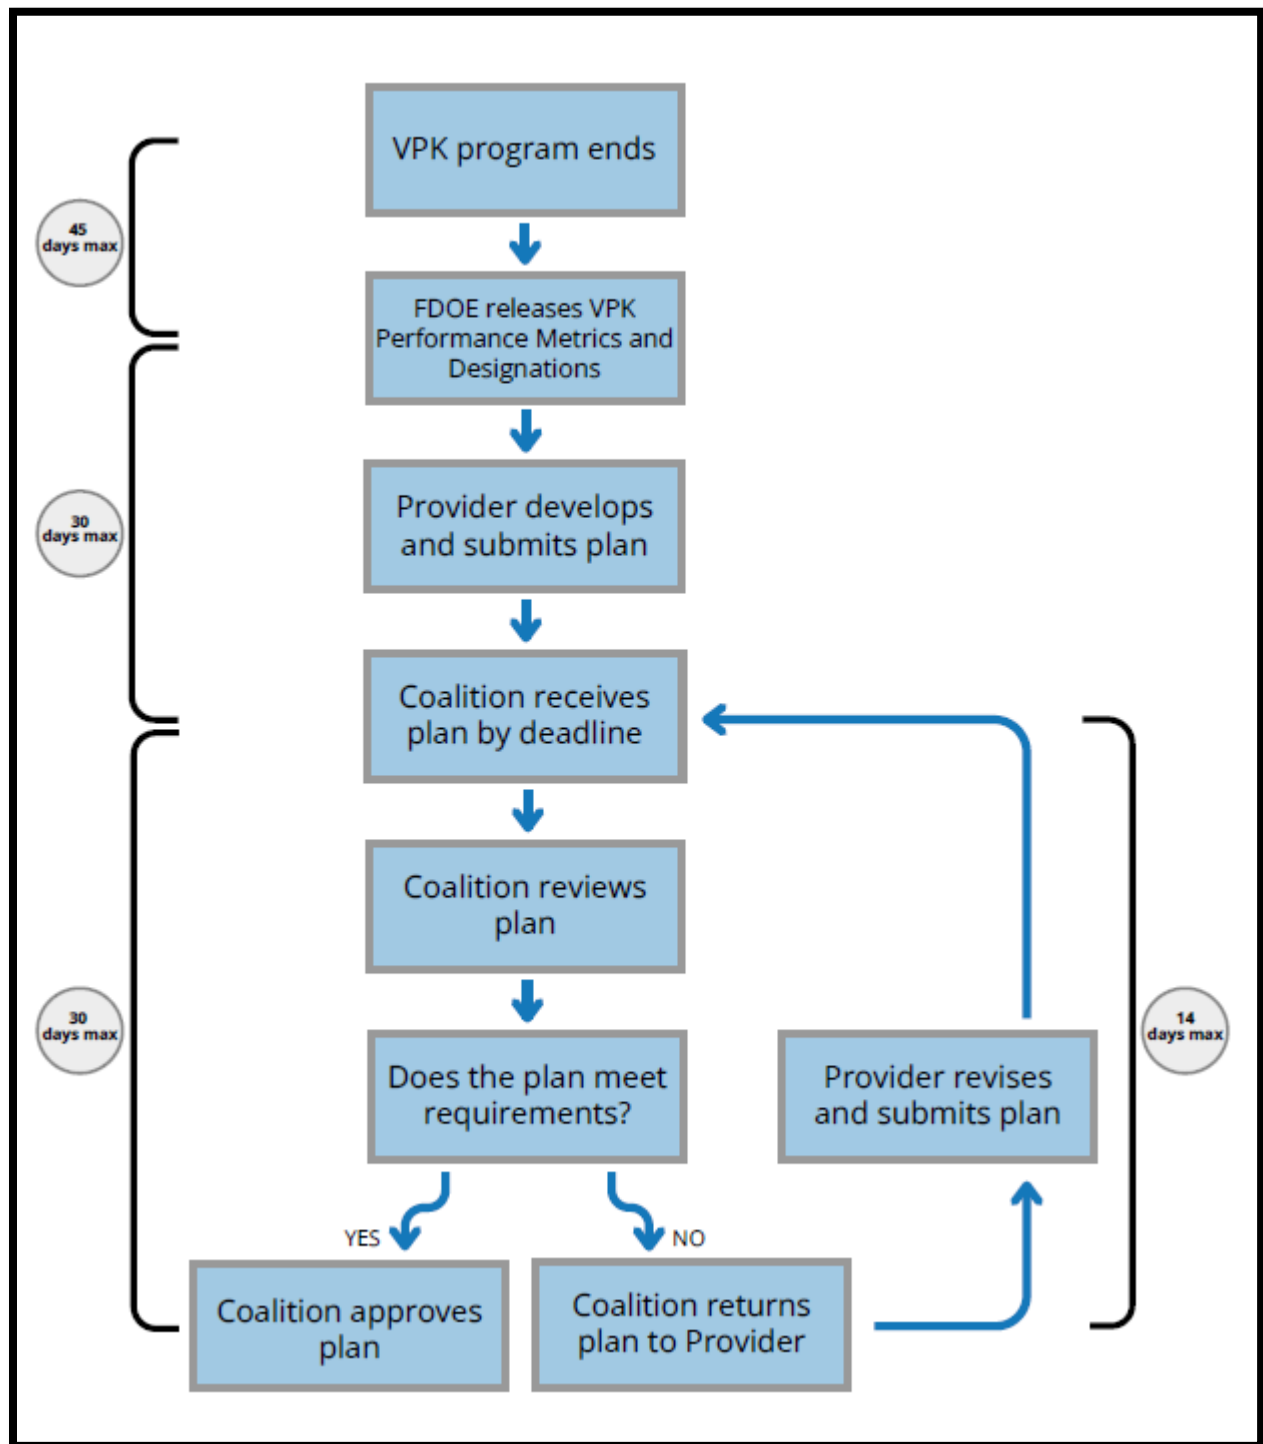 VPK program ends
45
days max
FDOE releases VPK
Performance Metrics and
Designations
Provider develops
and submits plan
30
days max
Coalition receives
plan by deadline
Coalition reviews
plan
Does the plan meet
requirements?
Provider revises
and submits plan
30
days max
14
days max
YES
NO
Coalition approves
plan
Coalition returns
plan to Provider